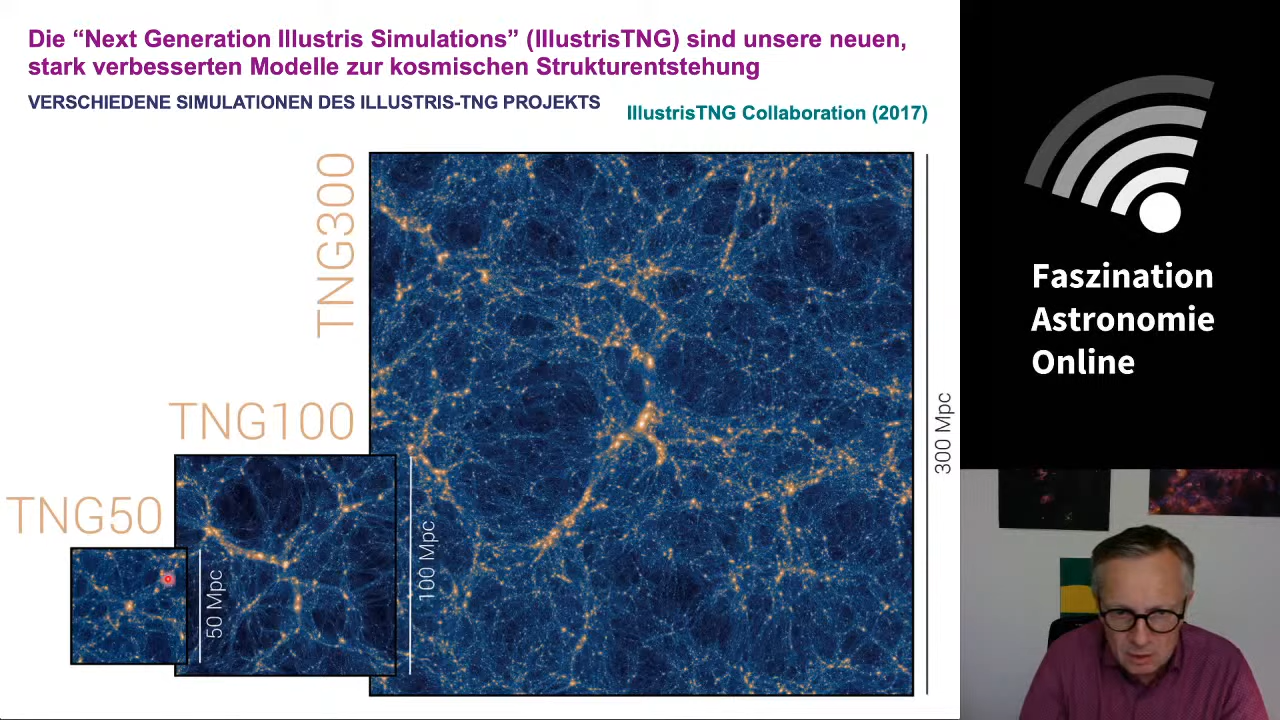 Die “Next Generation Illustris Simulations” (IllustrisTNG) sind unsere neuen,
stark verbesserten Modelle zur kosmischen Strukturentstehung
VERSCHIEDENE SIMULATIONEN DES ILLUSTRIS-TNG PROJEKTS
IllustrisTNG Collaboration (2017)
TNG300
TNG100
TNG50
50 Mpc
100 Mpc
300 Mpc
Faszination
Astronomie
Online